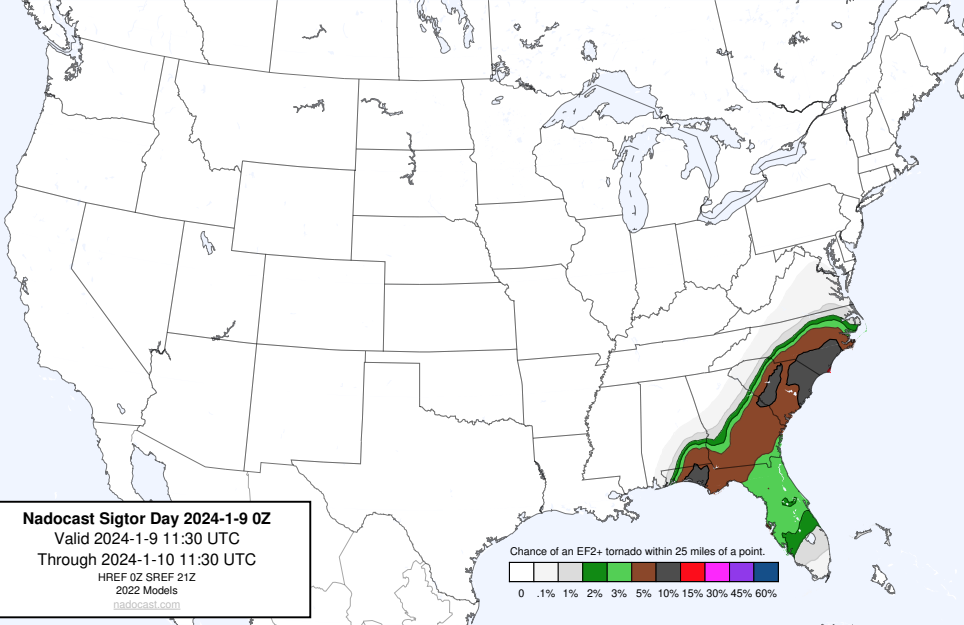 Nadocast Sigtor Day 2024-1-9 0Z
Valid 2024-1-9 11:30 UTC
Through 2024-1-10 11:30 UTC
HREF 0Z SREF 21Z
2022 Models
nadocast.com
Chance of an EF2+ tornado within 25 miles of a point.
0 .1% 1% 2% 3% 5% 10% 15% 30% 45% 60%